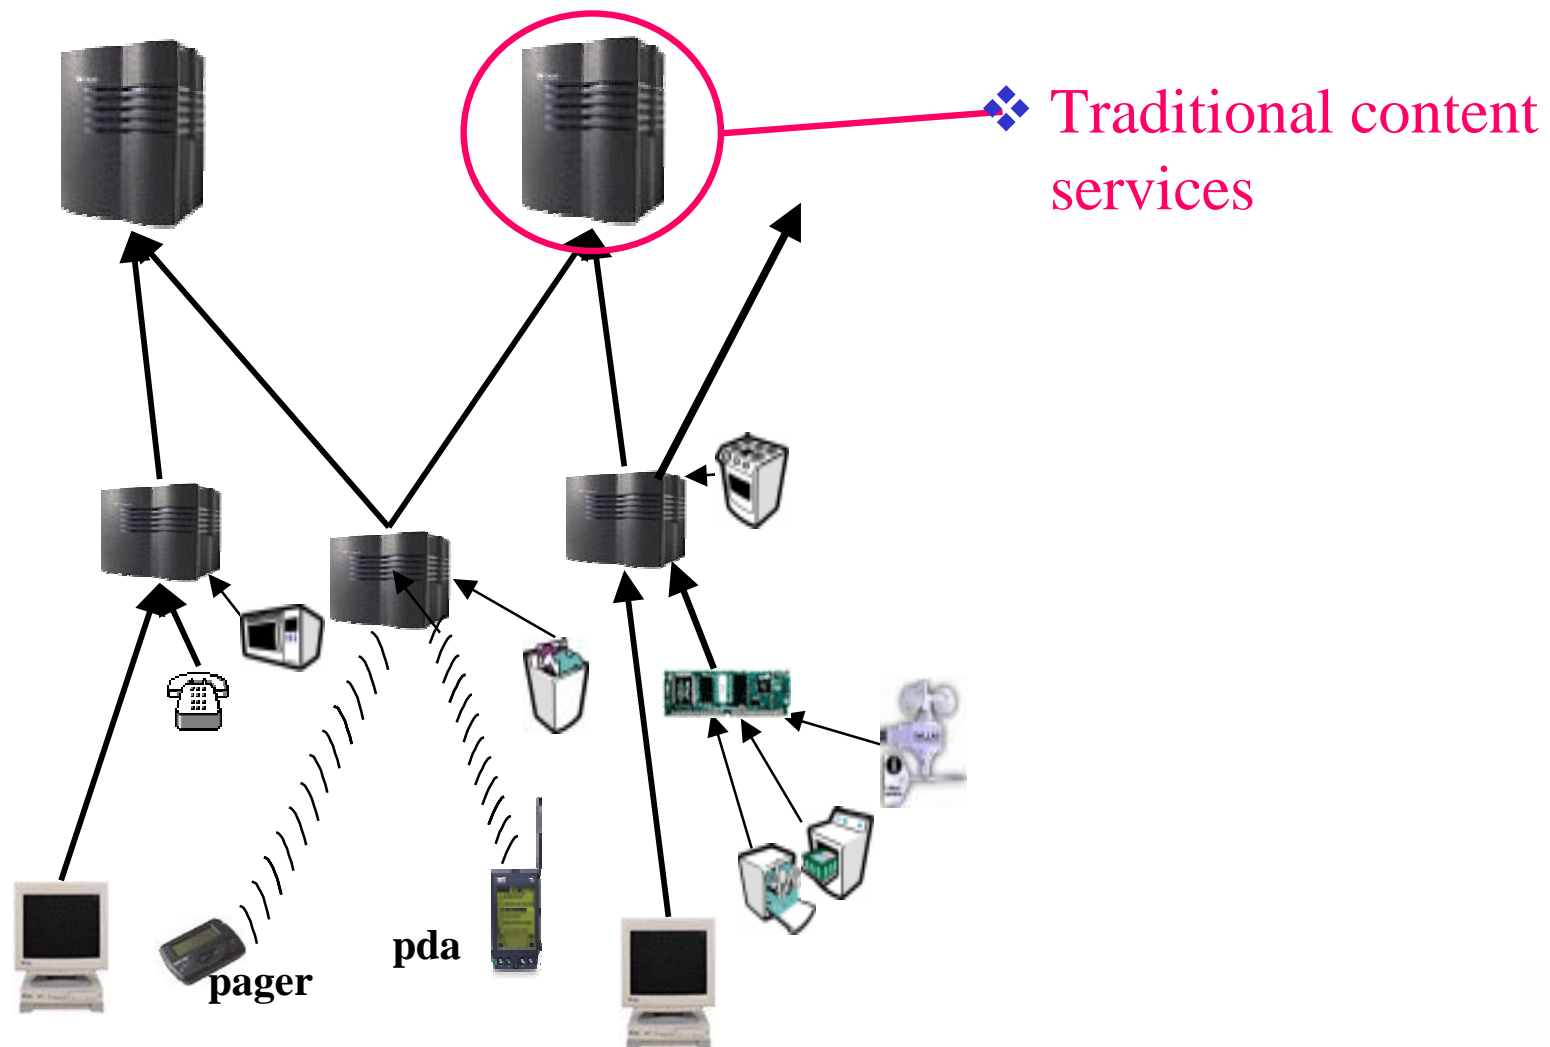 Traditional content
services
pda
pager